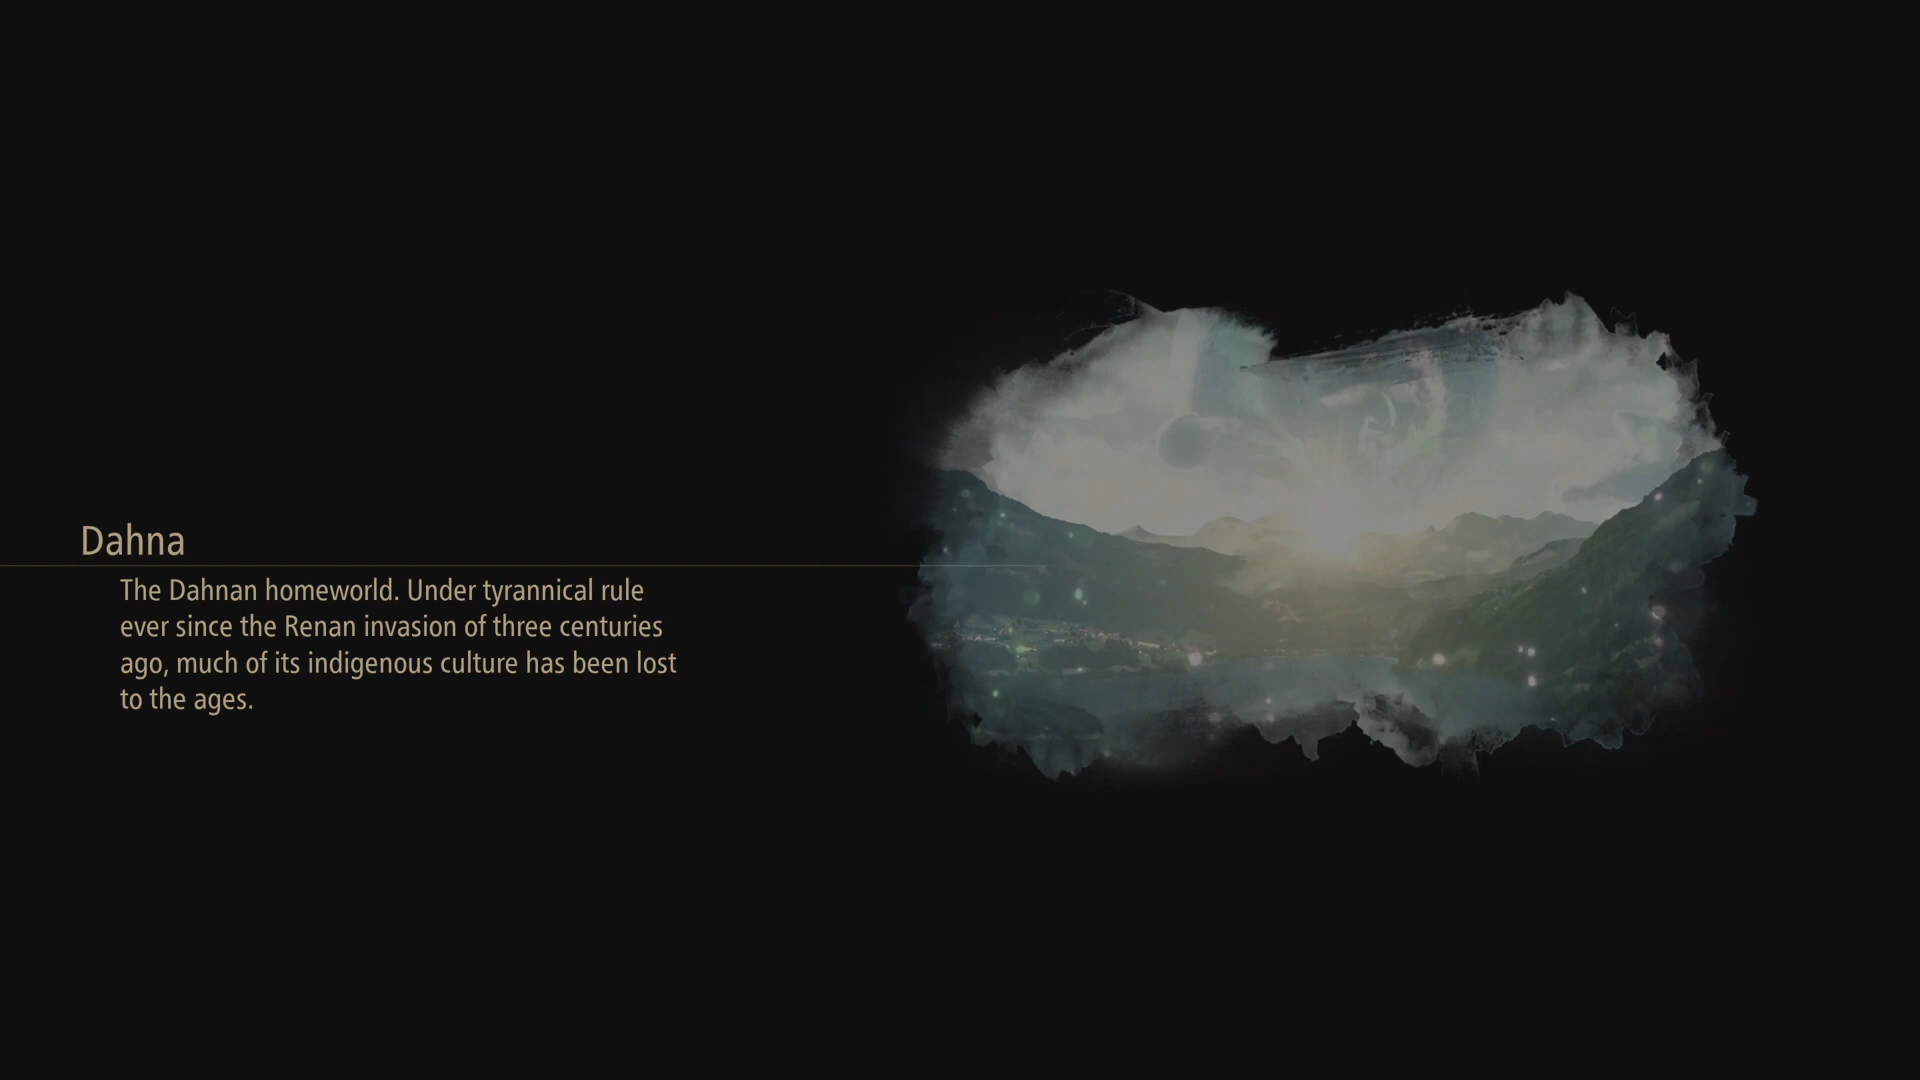 Dahna
The Dahnan homeworld. Under tyrannical rule
ever since the Renan invasion of three centuries
ago, much of its indigenous culture has been lost
to the ages.